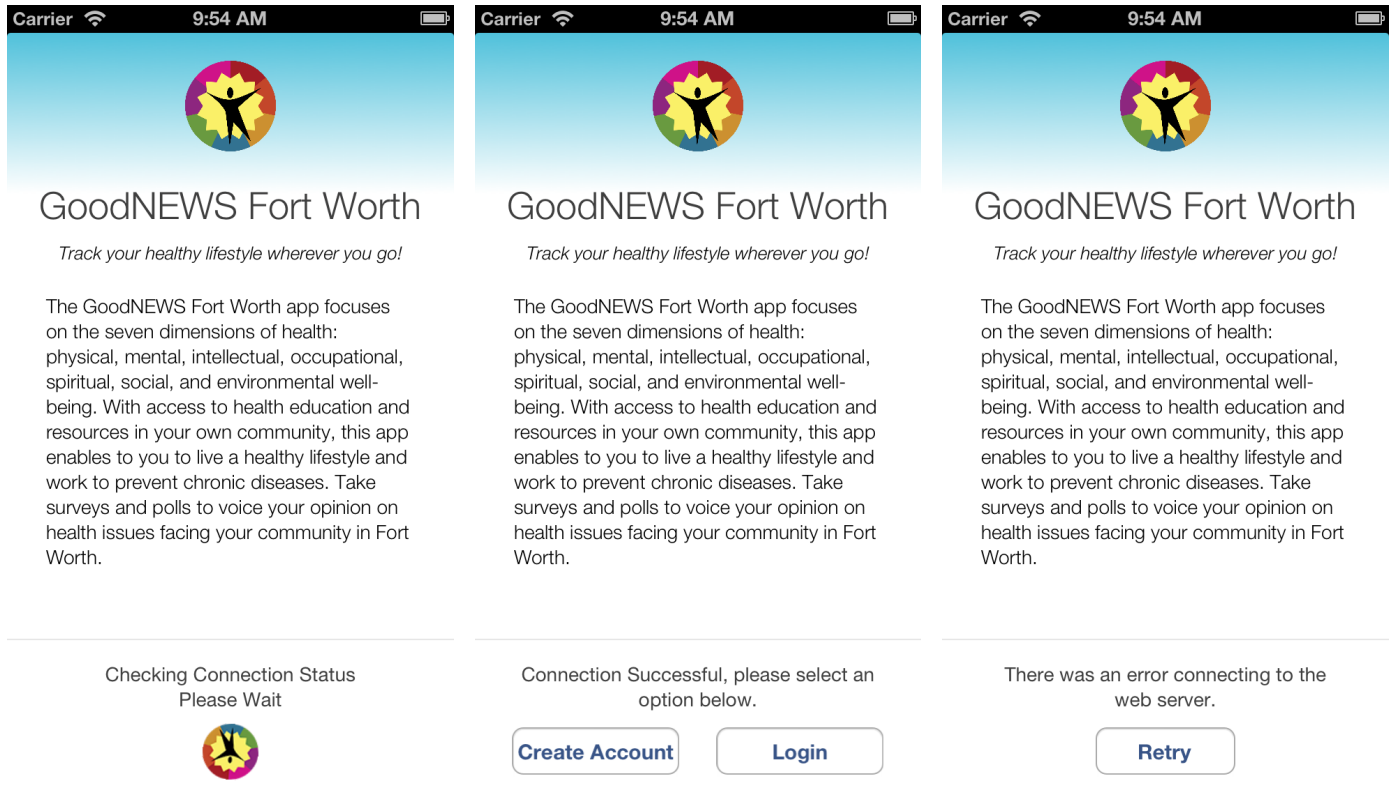 Carrier 9:54 AM
GoodNEWS Fort Worth
Track your healthy lifestyle wherever you go!
The GoodNEWS Fort Worth app focuses
on the seven dimensions of health:
physical, mental, intellectual, occupational,
spiritual, social, and environmental well-
being. With access to health education and
resources in your own community, this app
enables to you to live a healthy lifestyle and
work to prevent chronic diseases. Take
surveys and polls to voice your opinion on
health issues facing your community in Fort
Worth.
Checking Connection Status
Please Wait
Carrier 9:54 AM
GoodNEWS Fort Worth
Track your healthy lifestyle wherever you go!
The GoodNEWS Fort Worth app focuses
on the seven dimensions of health:
physical, mental, intellectual, occupational,
spiritual, social, and environmental well-
being. With access to health education and
resources in your own community, this app
enables to you to live a healthy lifestyle and
work to prevent chronic diseases. Take
surveys and polls to voice your opinion on
health issues facing your community in Fort
Worth.
Connection Successful, please select an
option below.
Create Account Login
Carrier 9:54 AM
GoodNEWS Fort Worth
Track your healthy lifestyle wherever you go!
The GoodNEWS Fort Worth app focuses
on the seven dimensions of health:
physical, mental, intellectual, occupational,
spiritual, social, and environmental well-
being. With access to health education and
resources in your own community, this app
enables to you to live a healthy lifestyle and
work to prevent chronic diseases. Take
surveys and polls to voice your opinion on
health issues facing your community in Fort
Worth.
There was an error connecting to the
web server.
Retry